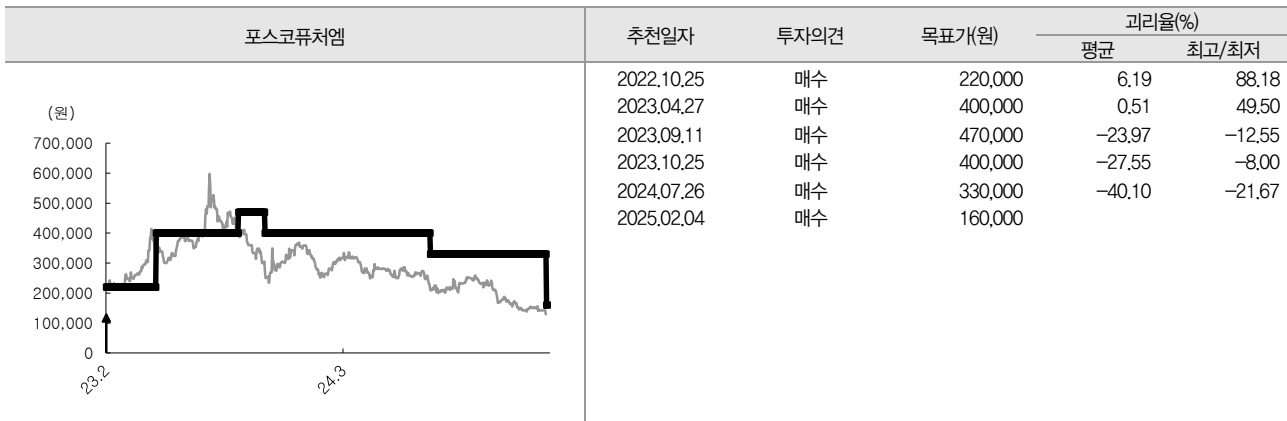 포스코퓨처엠
추천일자 투자의견 목표가(원) 괴리율(%)
평균 최고/최저
2022.10.25 매수 220,000 6.19 88.18
2023.04.27 매수 400,000 0.51 49.50
2023.09.11 매수 470,000 −23.97 −12.55
2023.10.25 매수 400,000 −27.55 −8.00
2024.07.26 매수 330,000 −40.10 −21.67
2025.02.04 매수 160,000
(원)
700,000
600,000
500,000
400,000
300,000
200,000
100,000
0
23.2
24.3